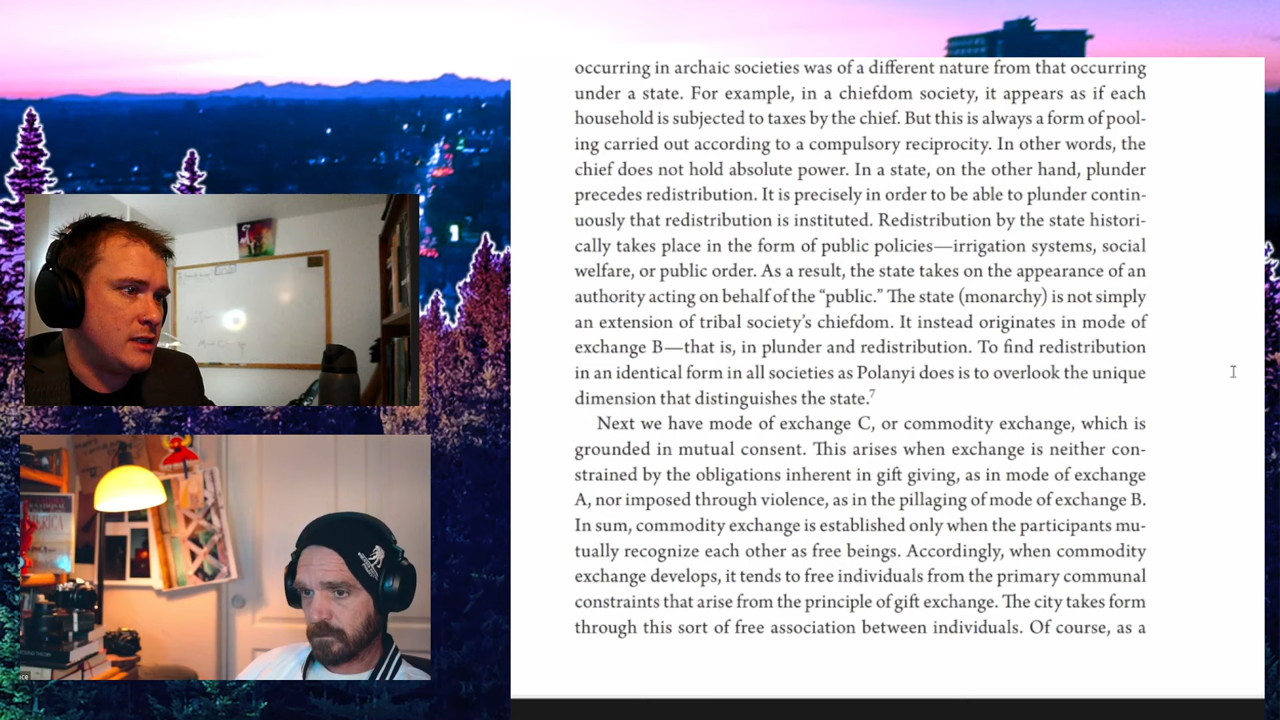 occurring in archaic societies was of a different nature from that occurring
under a state. For example, in a chiefdom society, it appears as if each
household is subjected to taxes by the chief. But this is always a form of pool-
ing carried out according to a compulsory reciprocity. In other words, the
chief does not hold absolute power. In a state, on the other hand, plunder
precedes redistribution. It is precisely in order to be able to plunder contin-
uously that redistribution is instituted. Redistribution by the state histori-
cally takes place in the form of public policies—irrigation systems, social
welfare, or public order. As a result, the state takes on the appearance of an
authority acting on behalf of the “public.” The state (monarchy) is not simply
an extension of tribal society’s chiefdom. It instead originates in mode of
exchange B—that is, in plunder and redistribution. To find redistribution
in an identical form in all societies as Polanyi does is to overlook the unique
dimension that distinguishes the state.7
Next we have mode of exchange C, or commodity exchange, which is
grounded in mutual consent. This arises when exchange is neither con-
strained by the obligations inherent in gift giving, as in mode of exchange
A, nor imposed through violence, as in the pillaging of mode of exchange B.
In sum, commodity exchange is established only when the participants mu-
tually recognize each other as free beings. Accordingly, when commodity
exchange develops, it tends to free individuals from the primary communal
constraints that arise from the principle of gift exchange. The city takes form
through this sort of free association between individuals. Of course, as a